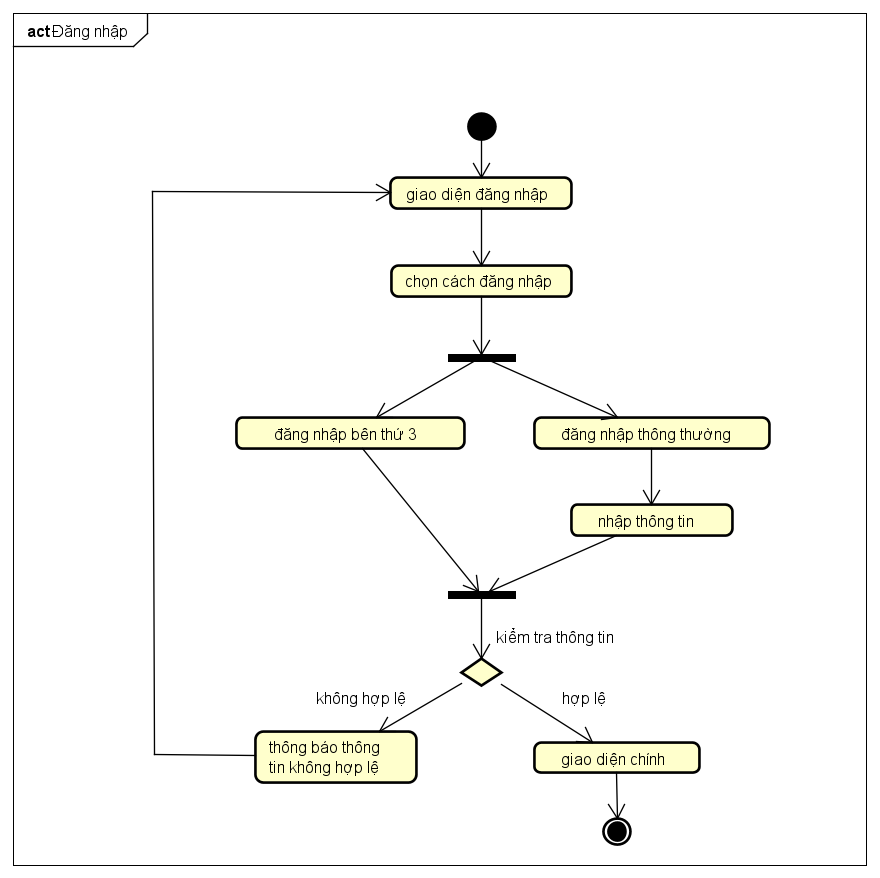 act Đăng nhập
giao diện đăng nhập
chọn cách đăng nhập
đăng nhập bên thứ 3
đăng nhập thông thường
nhập thông tin
kiểm tra thông tin
không hợp lệ
hợp lệ
thông báo thông
tin không hợp lệ
giao diện chính